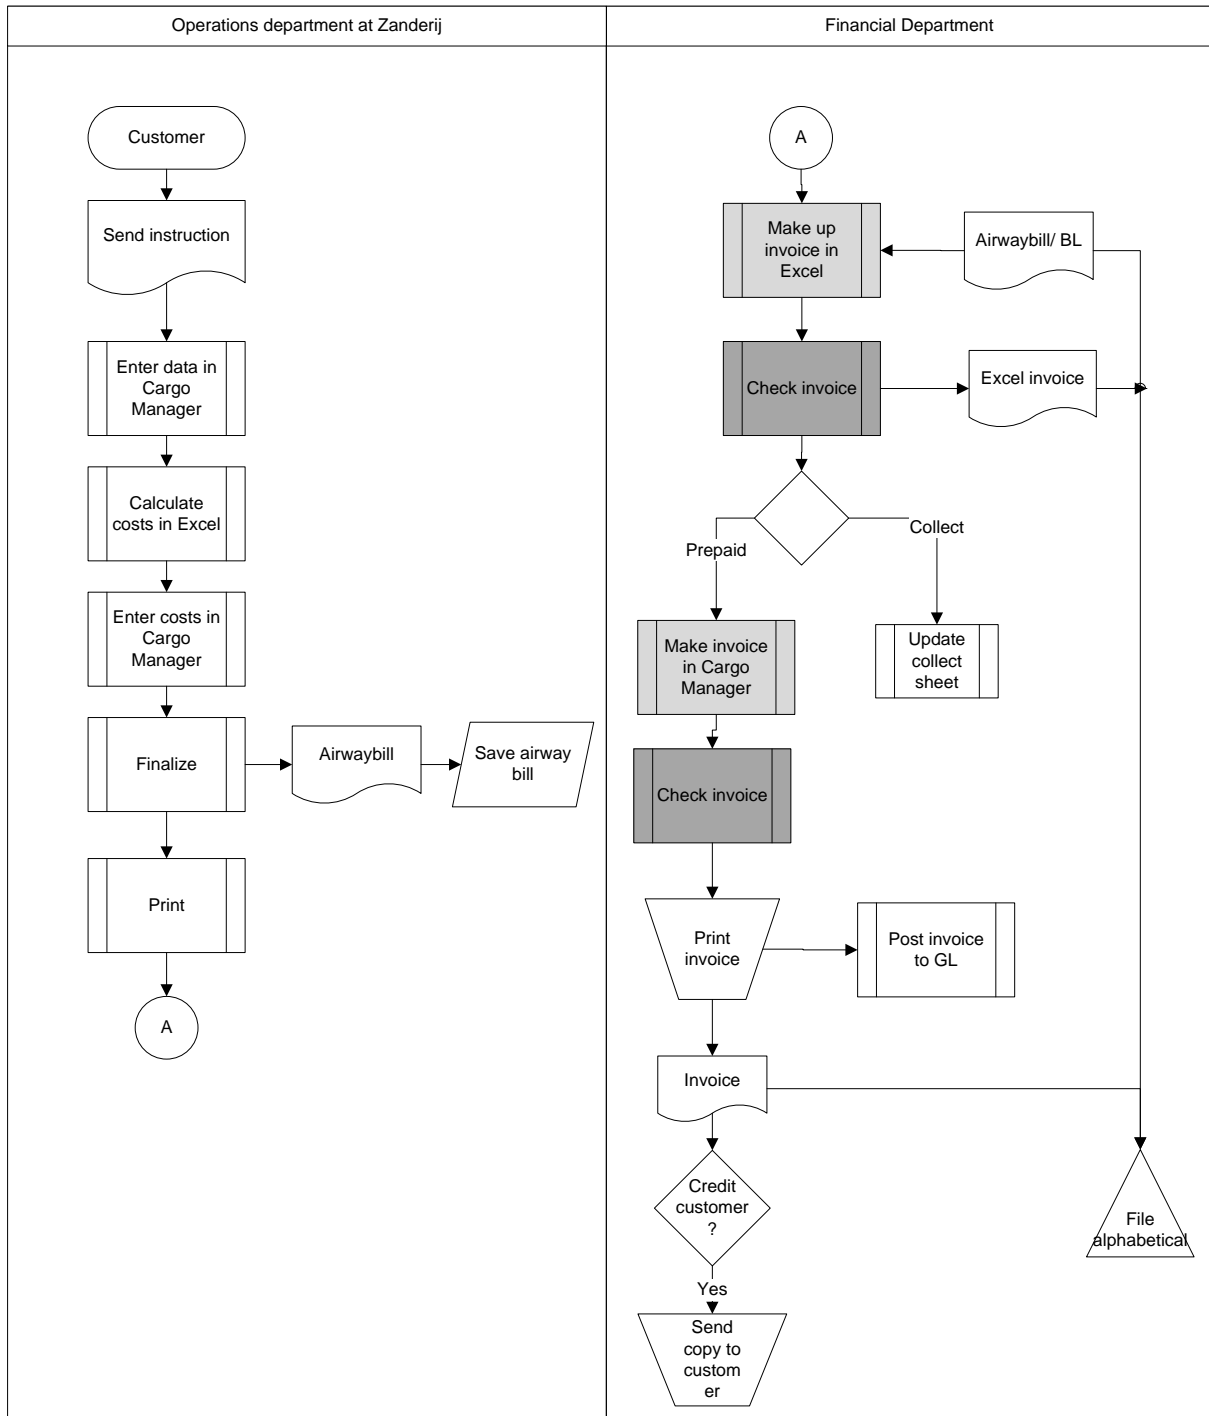 Operations department at Zanderij
Financial Department
Customer
Send instruction
Enter data in
Cargo
Manager
Calculate
costs in Excel
Enter costs in
Cargo
Manager
Finalize
Airwaybill
Save airway
bill
Print
A
A
Make up
invoice in
Excel
Airwaybill/ BL
Check invoice
Excel invoice
Prepaid
Collect
Make invoice
in Cargo
Manager
Update
collect
sheet
Check invoice
Print
invoice
Post invoice
to GL
Invoice
Credit
customer
?
File
alphabetical
Yes
Send
copy to
custom
er